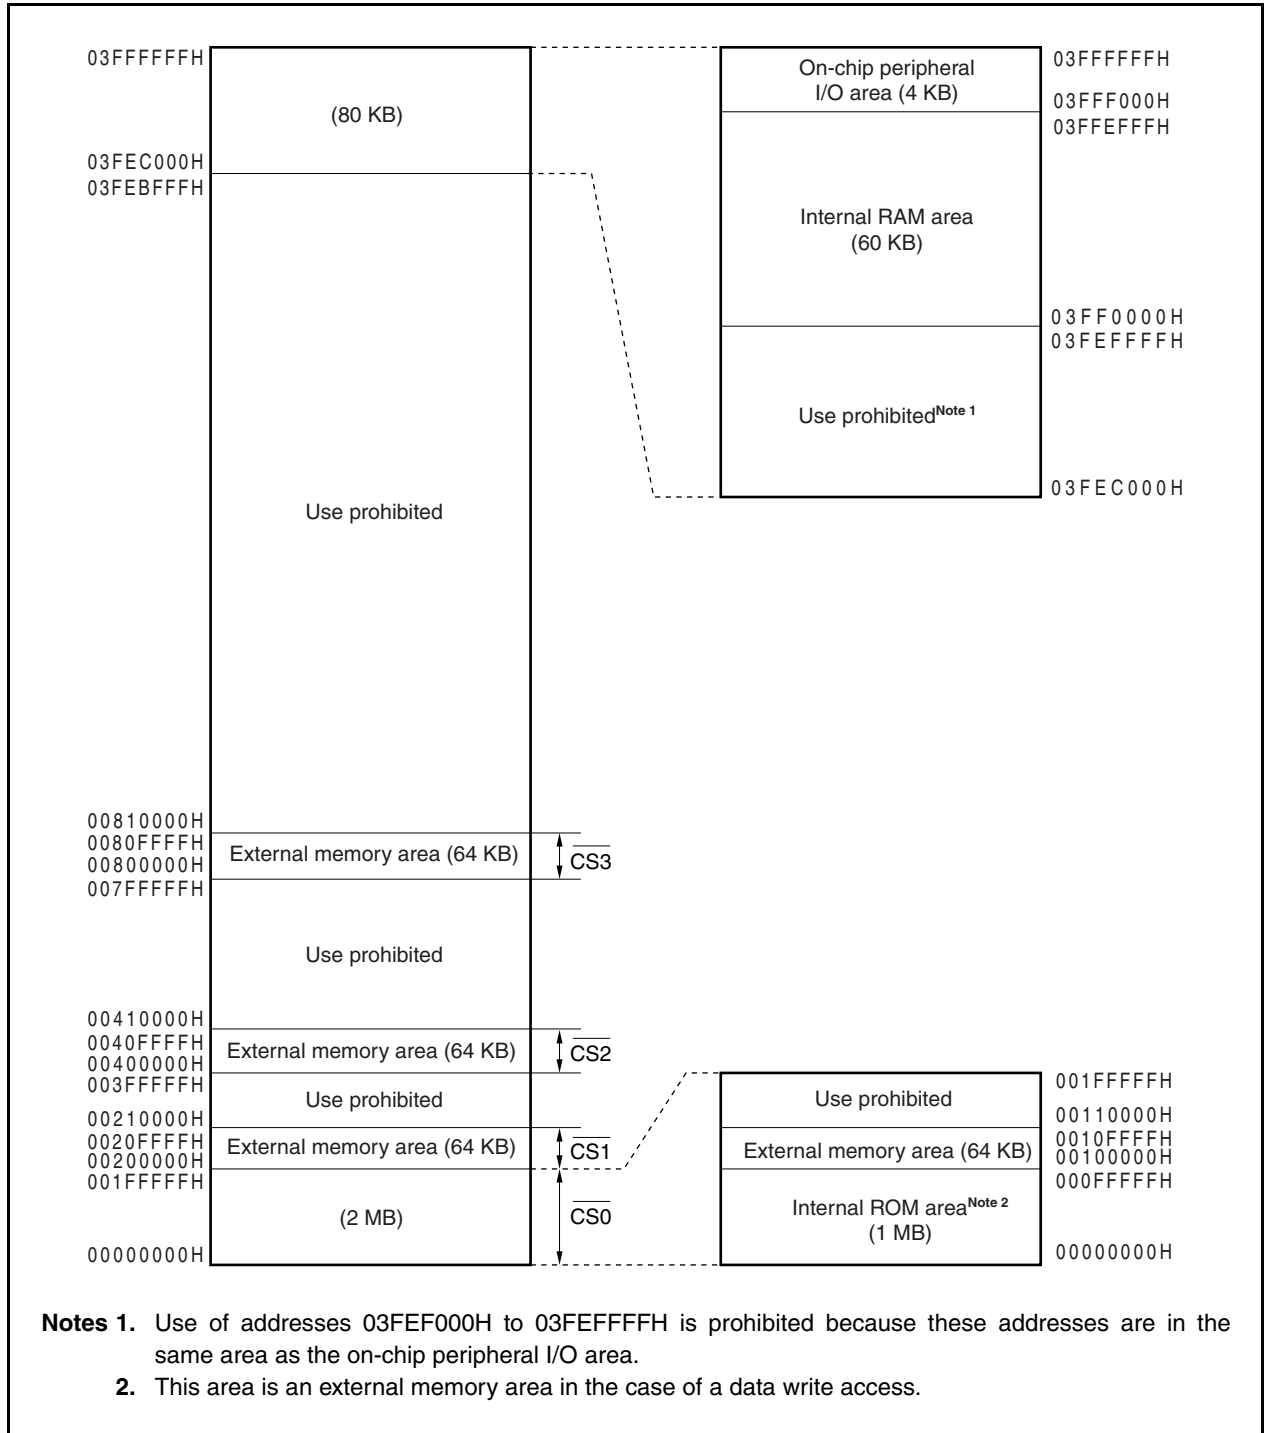 03FFFFFFH
(80 KB)
03FEC000H
03FEBFFFH
Use prohibited
00810000H
0080FFFFH
External memory area (64 KB)
CS3
00800000H
007FFFFFH
Use prohibited
00410000H
0040FFFFH
External memory area (64 KB)
CS2
00400000H
003FFFFFH
Use prohibited
00210000H
0020FFFFH
External memory area (64 KB)
CS1
00200000H
001FFFFFH
(2 MB)
CS0
00000000H
On-chip peripheral
I/O area (4 KB)
03FFFFFFH
03FFF000H
03FFEFFFH
Internal RAM area
(60 KB)
03FF0000H
03FEFFFFH
Use prohibitedNote 1
03FEC000H
001FFFFFH
Use prohibited
00110000H
0010FFFFH
External memory area (64 KB)
00100000H
000FFFFFH
Internal ROM areaNote 2
(1 MB)
00000000H
Notes 1. Use of addresses 03FEF000H to 03FEFFFFH is prohibited because these addresses are in the
same area as the on-chip peripheral I/O area.
2. This area is an external memory area in the case of a data write access.